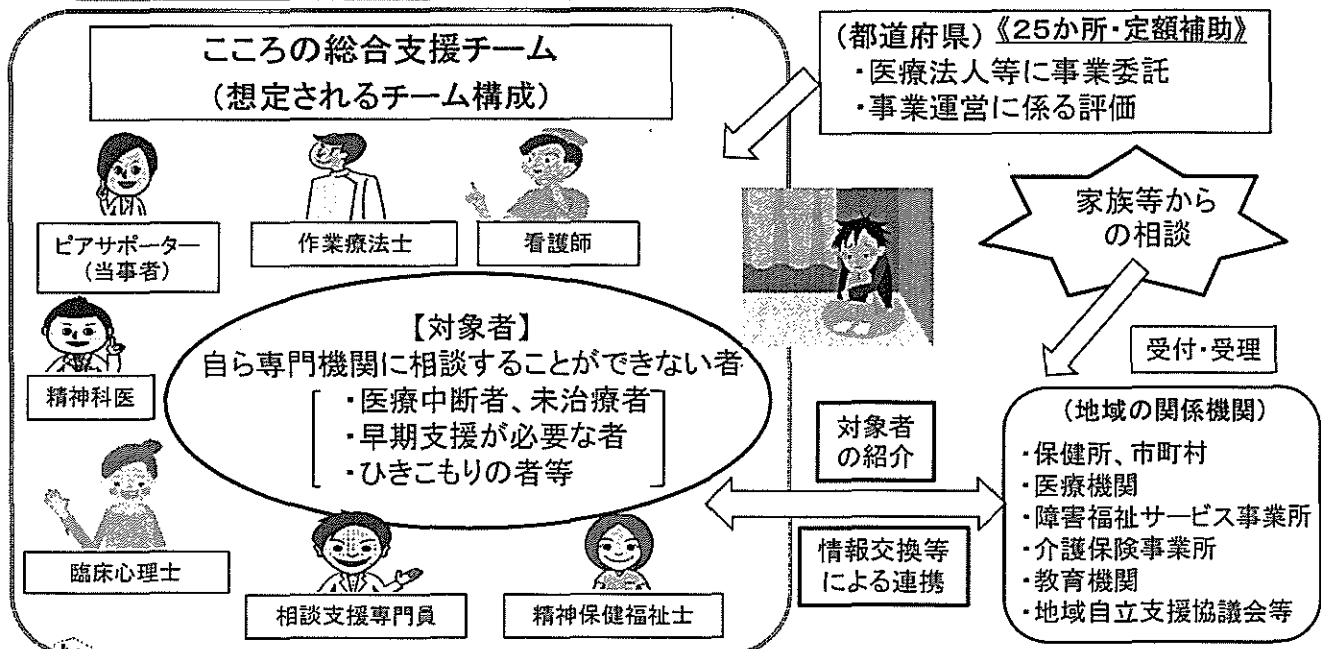 こころの総合支援チーム
(想定されるチーム構成)
ピアサポーター
(当事者)
作業療法士
看護師
精神科医
臨床心理士
相談支援専門員
精神保健福祉士
【対象者】
自ら専門機関に相談することができない者
・医療中断者、未治療者
・早期支援が必要な者
・ひきこもりの者等
(都道府県)《25か所・定額補助》
・医療法人等に事業委託
・事業運営に係る評価
家族等から
の相談
受付・受理
対象者
の紹介
情報交換等
による連携
(地域の関係機関)
・保健所、市町村
・医療機関
・障害福祉サービス事業所
・介護保険事業所
・教育機関
・地域自立支援協議会等